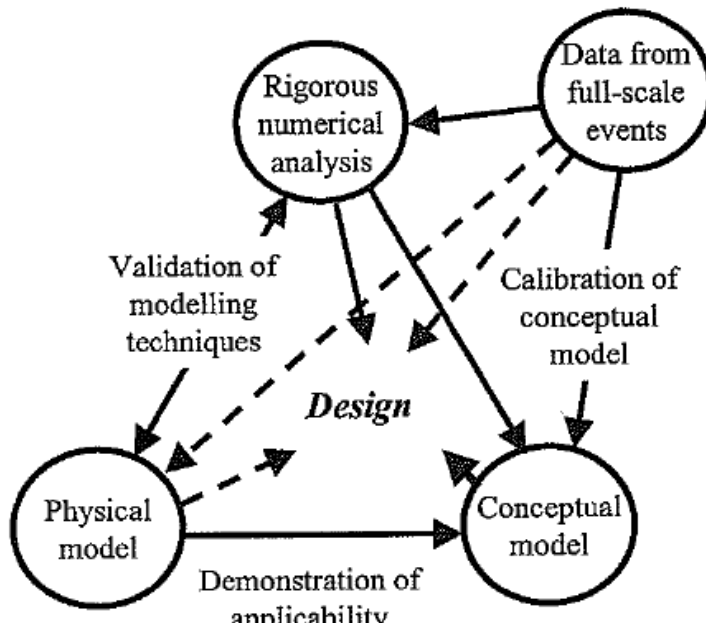 Rigorous
numerical
analysis
Data from
full-scale
events
Validation of
modelling
techniques
Calibration of
conceptual
model
Design
Physical
model
Conceptual
model
Demonstration of
applicability